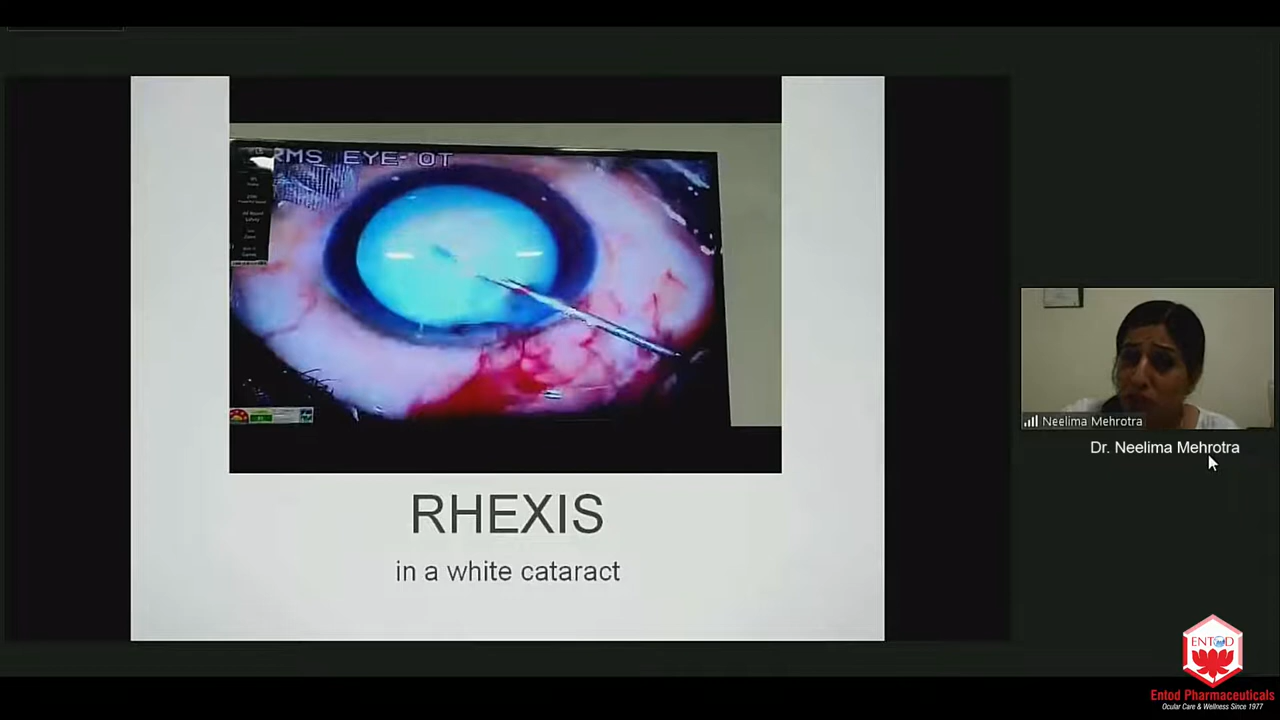 RMS EYE- OT
RHEXIS
in a white cataract
Neelima Mehrotra
Dr. Neelima Mehrotra
ENTOD
Entod Pharmaceuticals
Ocular Care & Wellness Since 1977